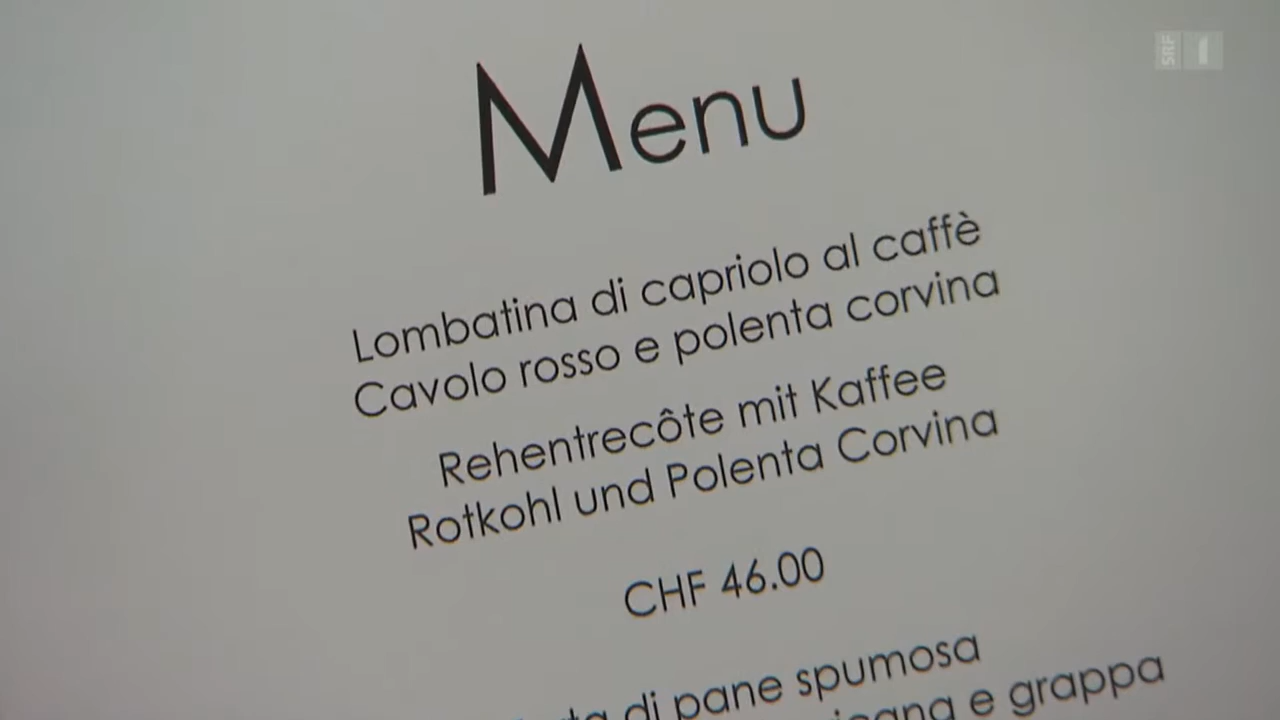 SRF 1
Menu
Lombatina di capriolo al caffè
Cavolo rosso e polenta corvina
Rehentrecôte mit Kaffee
Rotkohl und Polenta Corvina
CHF 46.00
di pane spumosa
e grappa